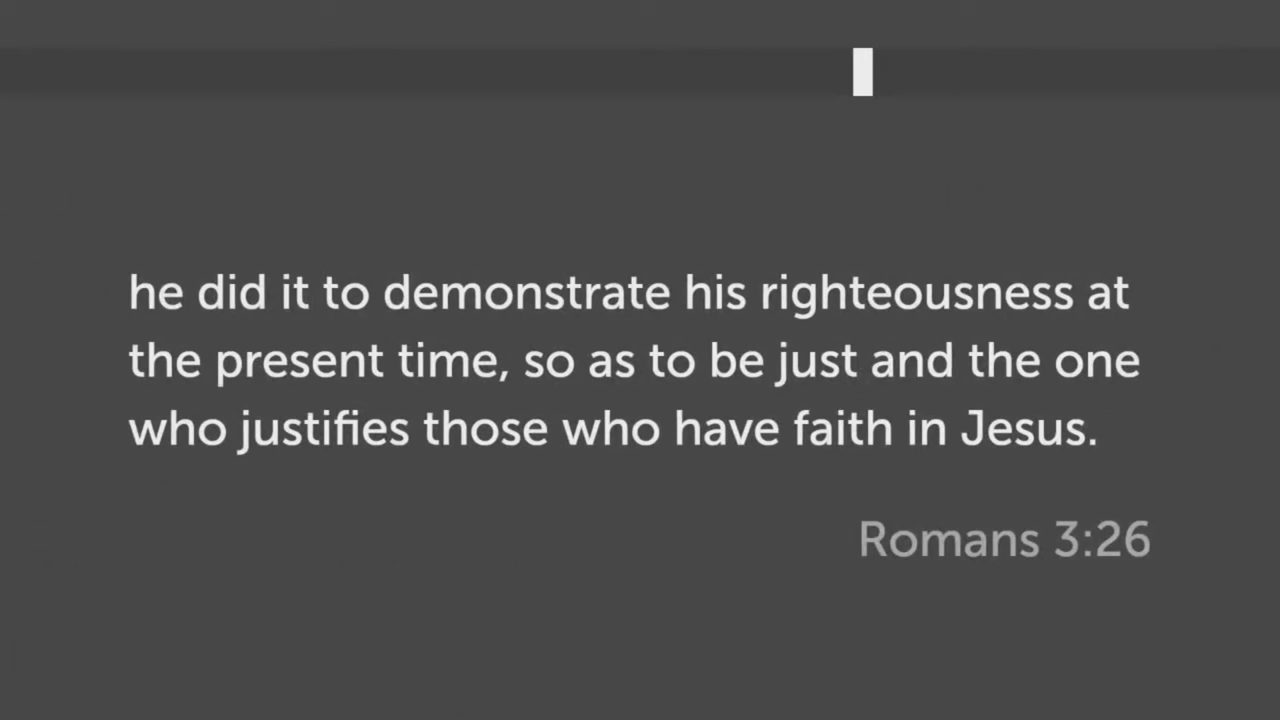 he did it to demonstrate his righteousness at
the present time, so as to be just and the one
who justifies those who have faith in Jesus.
Romans 3:26